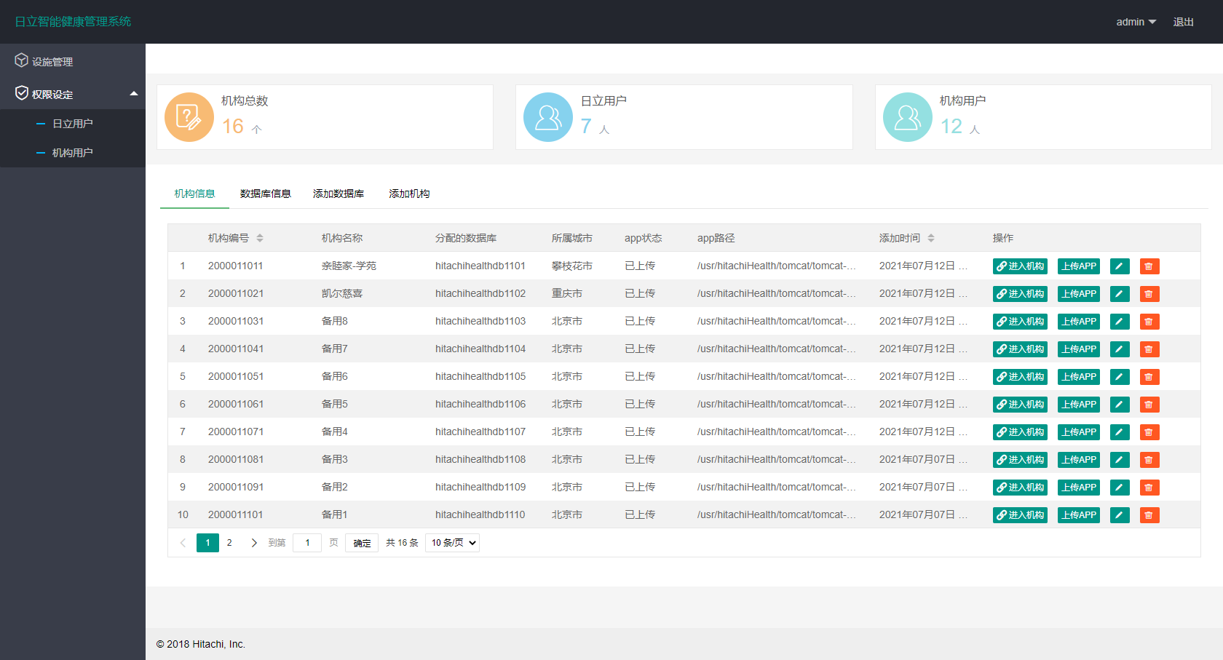 日立智能健康管理系统
admin 退出
设施管理
权限设定
日立用户
机构用户
机构总数
16 个
日立用户
7 人
机构用户
12 人
机构信息 数据库信息 添加数据库 添加机构
机构编号 机构名称 分配的数据库 所属城市 app状态 app路径 添加时间 操作
1 2000011011 亲睦家-学苑 hitachihealthdb1101 攀枝花市 已上传 /usr/hitachiHealth/tomcat/tomcat-... 2021年07月12日 ... 进入机构 上传APP
2 2000011021 凯尔慈喜 hitachihealthdb1102 重庆市 已上传 /usr/hitachiHealth/tomcat/tomcat-... 2021年07月12日 ... 进入机构 上传APP
3 2000011031 备用8 hitachihealthdb1103 北京市 已上传 /usr/hitachiHealth/tomcat/tomcat-... 2021年07月12日 ... 进入机构 上传APP
4 2000011041 备用7 hitachihealthdb1104 北京市 已上传 /usr/hitachiHealth/tomcat/tomcat-... 2021年07月12日 ... 进入机构 上传APP
5 2000011051 备用6 hitachihealthdb1105 北京市 已上传 /usr/hitachiHealth/tomcat/tomcat-... 2021年07月12日 ... 进入机构 上传APP
6 2000011061 备用5 hitachihealthdb1106 北京市 已上传 /usr/hitachiHealth/tomcat/tomcat-... 2021年07月12日 ... 进入机构 上传APP
7 2000011071 备用4 hitachihealthdb1107 北京市 已上传 /usr/hitachiHealth/tomcat/tomcat-... 2021年07月12日 ... 进入机构 上传APP
8 2000011081 备用3 hitachihealthdb1108 北京市 已上传 /usr/hitachiHealth/tomcat/tomcat-... 2021年07月07日 ... 进入机构 上传APP
9 2000011091 备用2 hitachihealthdb1109 北京市 已上传 /usr/hitachiHealth/tomcat/tomcat-... 2021年07月07日 ... 进入机构 上传APP
10 2000011101 备用1 hitachihealthdb1110 北京市 已上传 /usr/hitachiHealth/tomcat/tomcat-... 2021年07月07日 ... 进入机构 上传APP
1 2 到第 1 页 确定 共 16 条 10 条/页
© 2018 Hitachi, Inc.